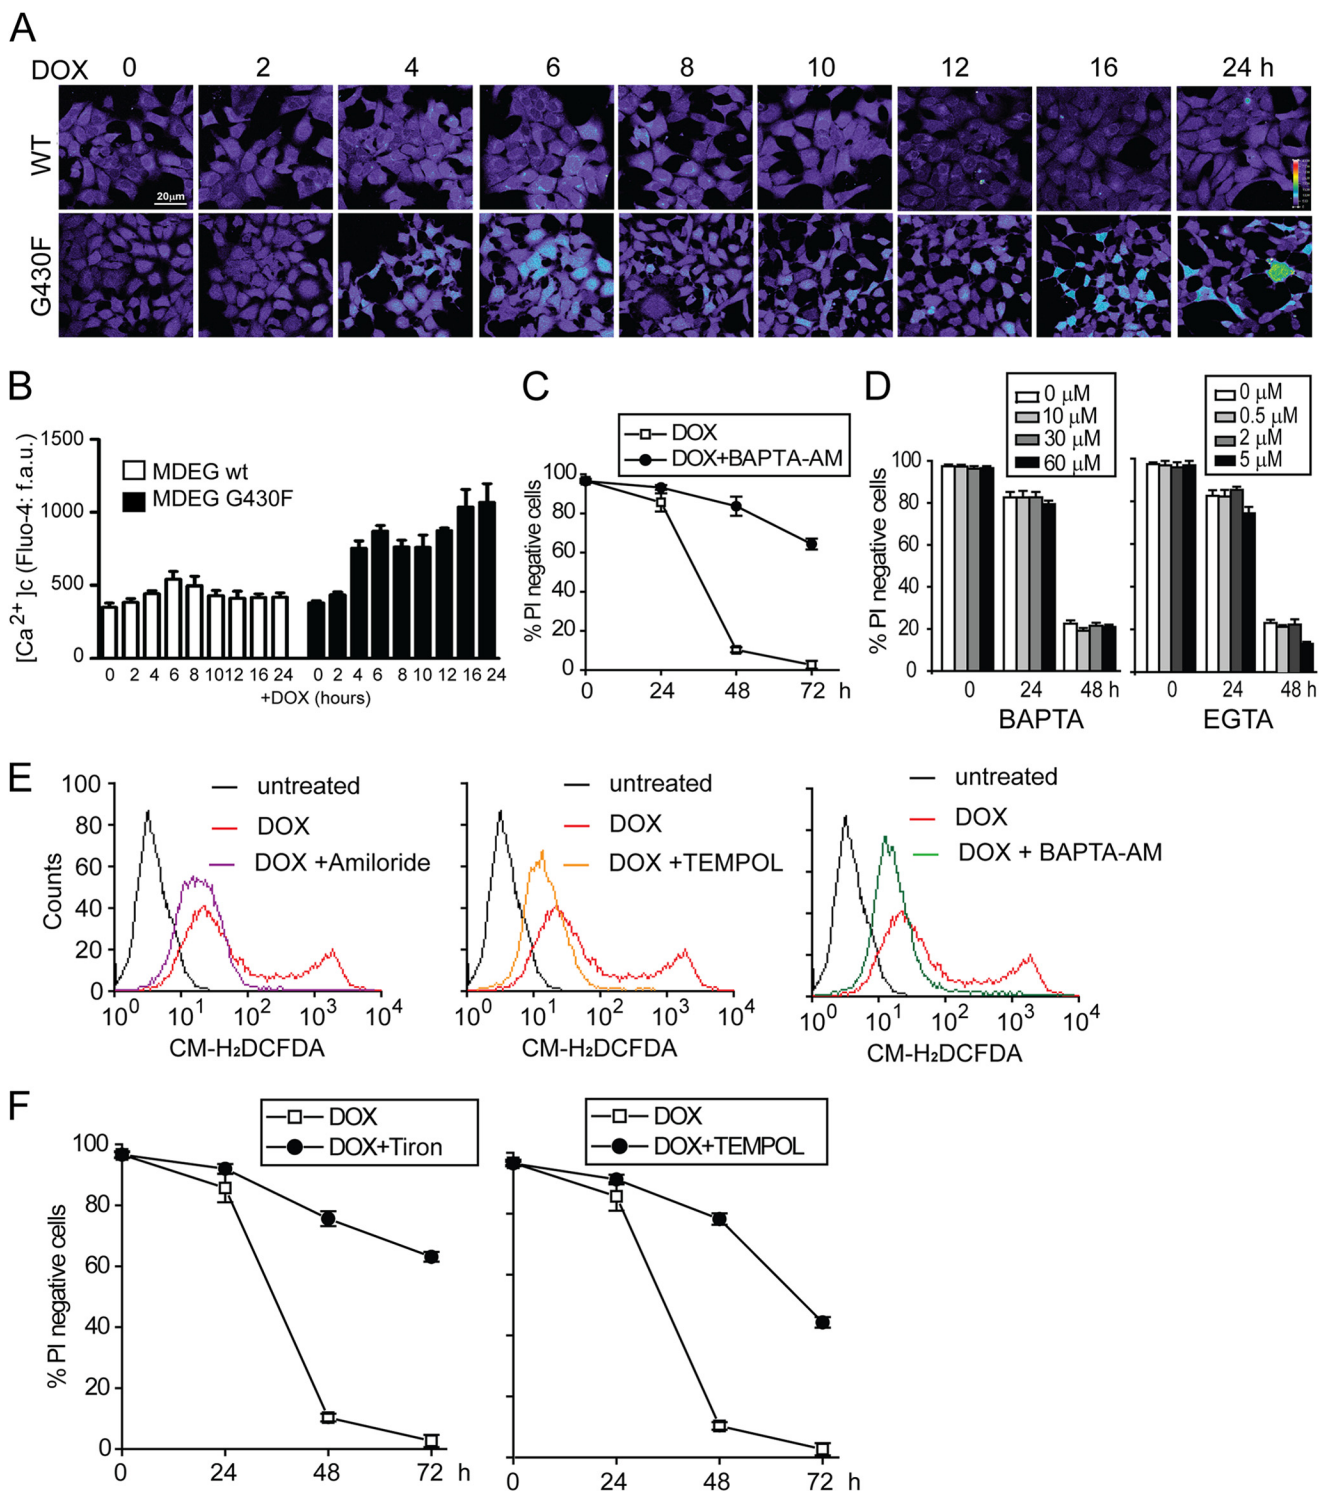 A
DOX 0 2 4 6 8 10 12 16 24 h
WT
20μm
G430F
B
[Ca2+]c (Fluo-4: f.a.u.)
1500
1000
500
0
MDEG wt
MDEG G430F
0 2 4 6 8 10 12 16 24 0 2 4 6 8 10 12 16 24
+DOX (hours)
C
DOX
DOX+BAPTA-AM
% PI negative cells
100
80
60
40
20
0
0 24 48 72 h
D
0 μM
10 μM
30 μM
60 μM
0 μM
0.5 μM
2 μM
5 μM
% PI negative cells
100
80
60
40
20
0
0 24 48 h
BAPTA
0 24 48 h
EGTA
E
Counts
100
80
60
40
20
0
untreated
DOX
DOX +Amiloride
10^0 10^1 10^2 10^3 10^4
CM-H₂DCFDA
untreated
DOX
DOX +TEMPOL
10^0 10^1 10^2 10^3 10^4
CM-H₂DCFDA
untreated
DOX
DOX + BAPTA-AM
10^0 10^1 10^2 10^3 10^4
CM-H₂DCFDA
F
DOX
DOX+Tiron
% PI negative cells
100
80
60
40
20
0
0 24 48 72 h
DOX
DOX+TEMPOL
0 24 48 72 h